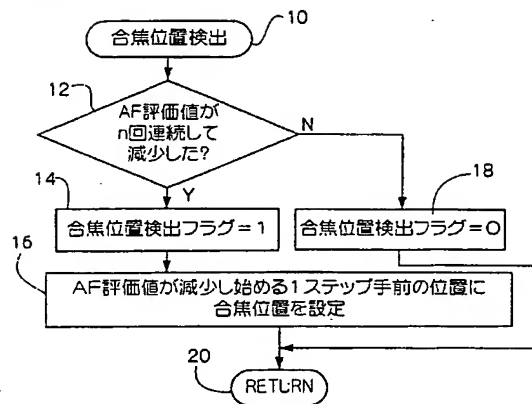 10
合焦位置検出
12
AF評価値が
n回連続して
減少した?
N
Y
14
18
合焦位置検出フラグ=1
合焦位置検出フラグ=0
16
AF評価値が減少し始める1ステップ手前の位置に
合焦位置を設定
20
RETURN